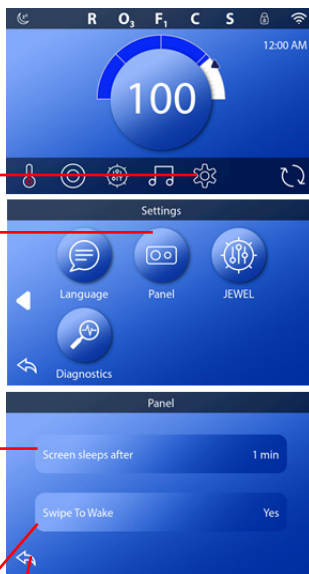 R O₃ F₁ C S
12:00 AM
100
DIY
Settings
Language Panel JEWEL
Diagnostics
Panel
Screen sleeps after 1 min
Swipe To Wake Yes